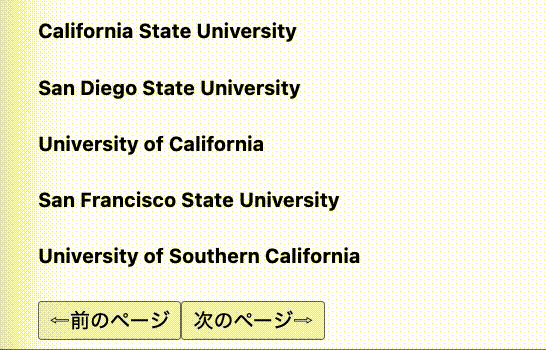 California State University
San Diego State University
University of California
San Francisco State University
University of Southern California
⇦前のページ 次のページ⇨